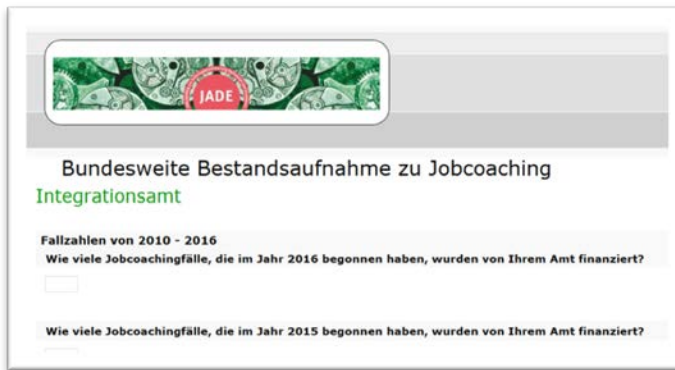 JADE
Bundesweite Bestandsaufnahme zu Jobcoaching
Integrationsamt
Fallzahlen von 2010 - 2016
Wie viele Jobcoachingfälle, die im Jahr 2016 begonnen haben, wurden von Ihrem Amt finanziert?
Wie viele Jobcoachingfälle, die im Jahr 2015 begonnen haben, wurden von Ihrem Amt finanziert?